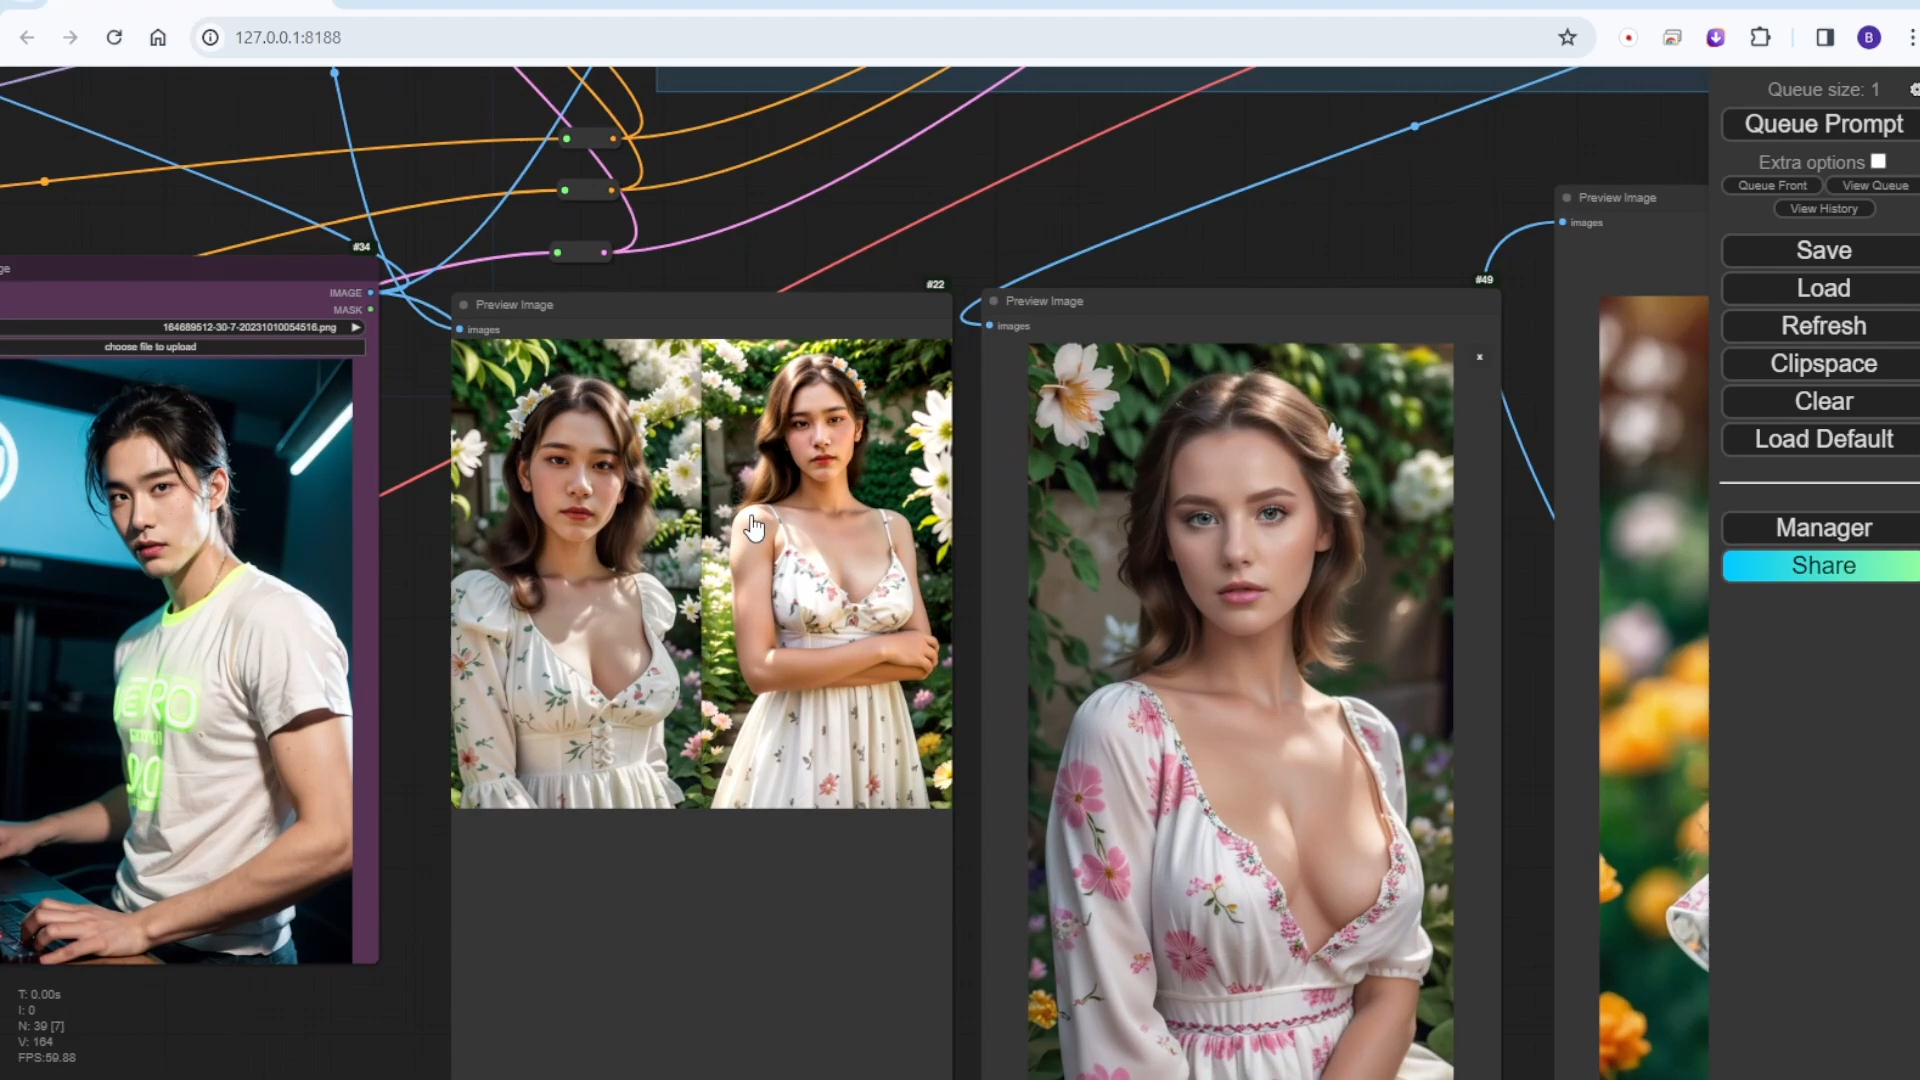 127.0.0.1:8188
B
Queue size: 1
Queue Prompt
Extra options
Queue Front
View Queue
View History
Save
Load
Refresh
Clipspace
Clear
Load Default
Manager
Share
#34
ge
IMAGE
MASK
164689512-30-7-20231010054516.png
choose file to upload
#22
Preview Image
images
#49
Preview Image
images
x
Preview Image
images
T: 0.00s
I: 0
N: 39 [7]
V: 164
FPS:59.88